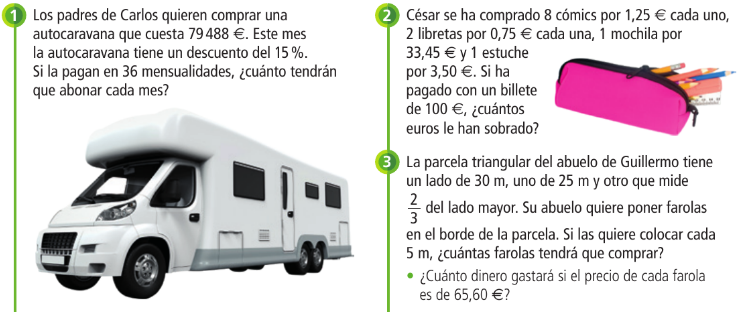 1 Los padres de Carlos quieren comprar una
autocaravana que cuesta 79 488 €. Este mes
la autocaravana tiene un descuento del 15 %.
Si la pagan en 36 mensualidades, ¿cuánto tendrán
que abonar cada mes?
2 César se ha comprado 8 cómics por 1,25 € cada uno,
2 libretas por 0,75 € cada una, 1 mochila por
33,45 € y 1 estuche
por 3,50 €. Si ha
pagado con un billete
de 100 €, ¿cuántos
euros le han sobrado?
3 La parcela triangular del abuelo de Guillermo tiene
un lado de 30 m, uno de 25 m y otro que mide
2/3 del lado mayor. Su abuelo quiere poner farolas
en el borde de la parcela. Si las quiere colocar cada
5 m, ¿cuántas farolas tendrá que comprar?
• ¿Cuánto dinero gastará si el precio de cada farola
es de 65,60 €?